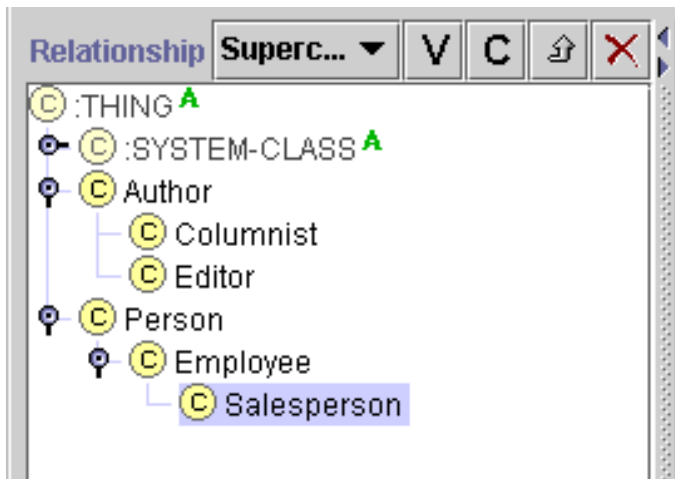 Relationship Superc... V C
C :THING A
C :SYSTEM-CLASS A
C Author
C Columnist
C Editor
C Person
C Employee
C Salesperson